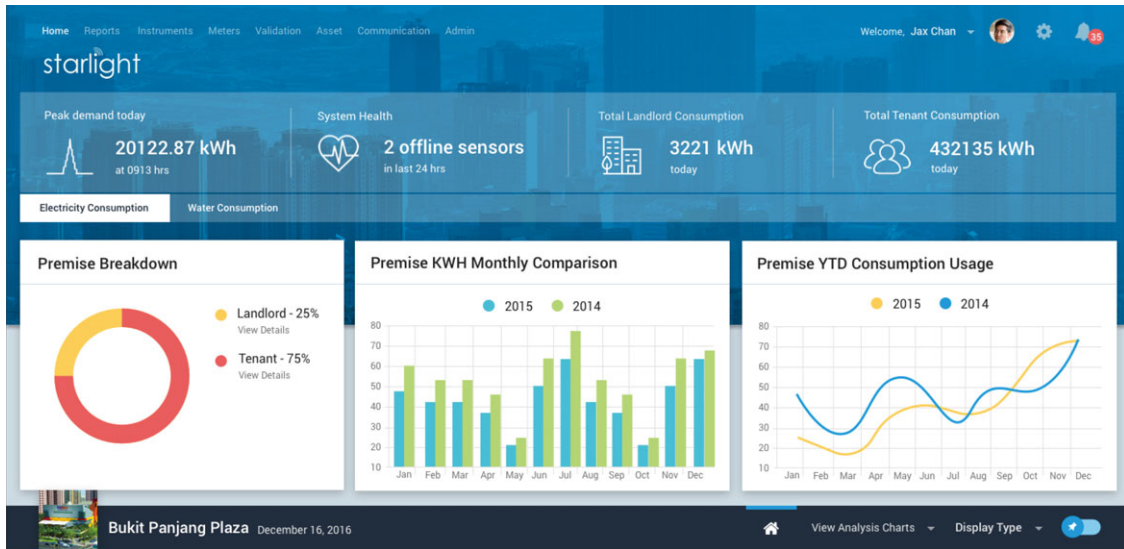 Home Reports Instruments Meters Validation Asset Communication Admin
Welcome, Jax Chan
35
starlight
Peak demand today
20122.87 kWh
at 0913 hrs
System Health
2 offline sensors
in last 24 hrs
Total Landlord Consumption
3221 kWh
today
Total Tenant Consumption
432135 kWh
today
Electricity Consumption Water Consumption
Premise Breakdown
Landlord - 25%
View Details
Tenant - 75%
View Details
Premise KWH Monthly Comparison
2015 2014
80
70
60
50
40
30
20
10
Jan Feb Mar Apr May Jun Jul Aug Sep Oct Nov Dec
Premise YTD Consumption Usage
2015 2014
80
70
60
50
40
30
20
10
Jan Feb Mar Apr May Jun Jul Aug Sep Oct Nov Dec
Bukit Panjang Plaza December 16, 2016
View Analysis Charts Display Type